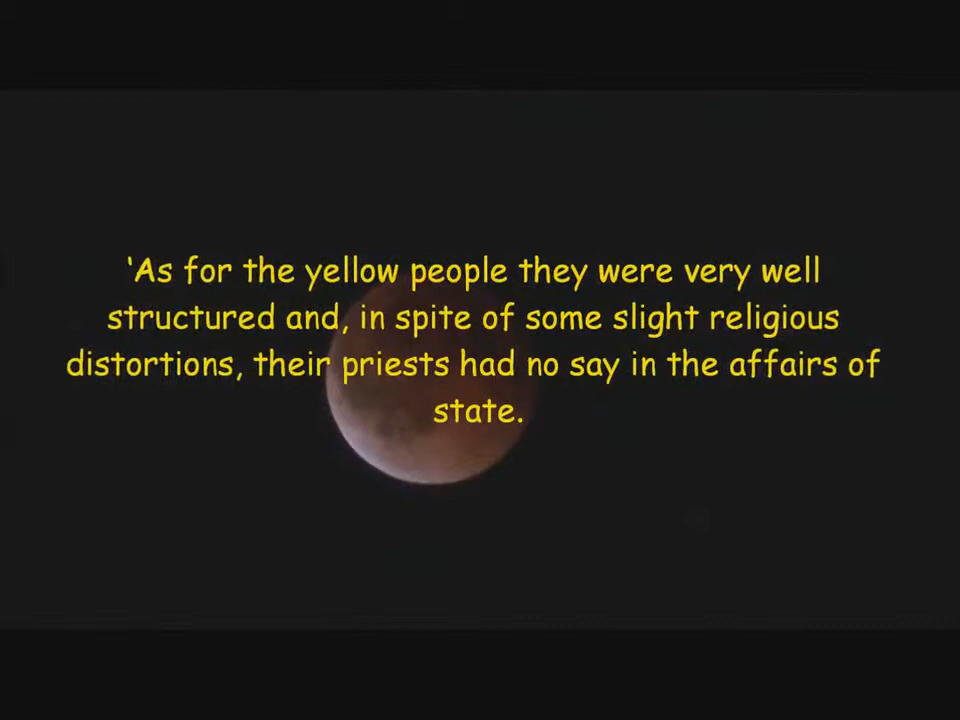 ‘As for the yellow people they were very well
structured and, in spite of some slight religious
distortions, their priests had no say in the affairs of
state.